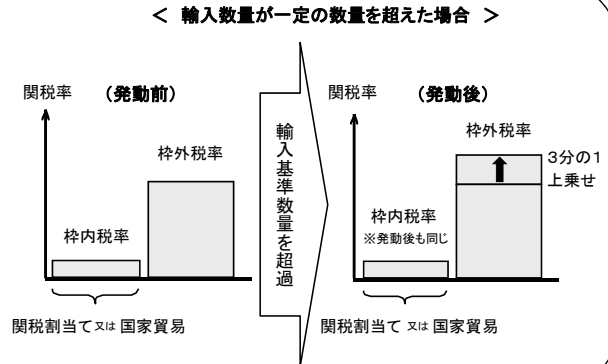 ＜ 輸入数量が一定の数量を超えた場合 ＞
関税率
（発動前）
枠外税率
枠内税率
関税割当て 又は 国家貿易
輸入基準数量を超過
関税率
（発動後）
枠外税率
3分の1
上乗せ
枠内税率
※発動後も同じ
関税割当て 又は 国家貿易